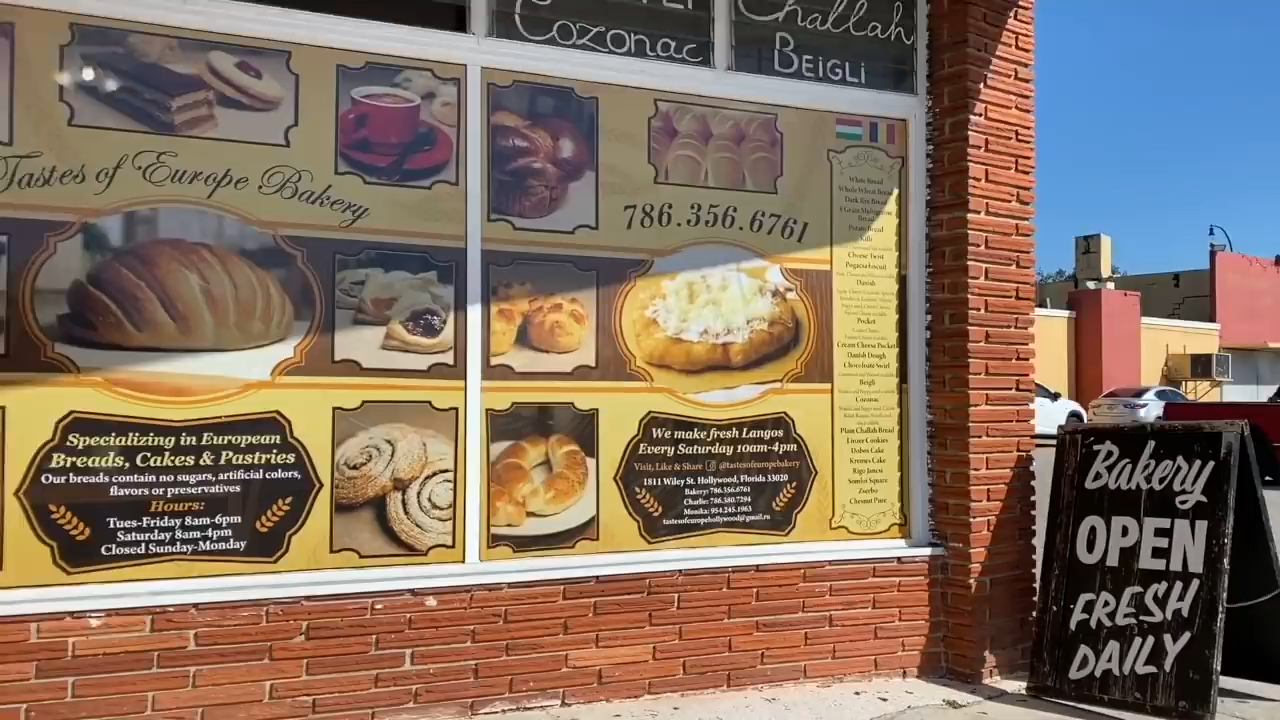 Cozonac
Challah
BEIGLI
Tastes of Europe Bakery
786.356.6761
Specializing in European
Breads, Cakes & Pastries
Our breads contain no sugars, artificial colors,
flavors or preservatives
Hours:
Tues-Friday 8am-6pm
Saturday 8am-4pm
Closed Sunday-Monday
We make fresh Langos
Every Saturday 10am-4pm
Visit, Like & Share @tastesofeuropebakery
1811 Wiley St. Hollywood, Florida 33020
Bakery: 786.356.6761
Charlie: 786.380.7294
Monika: 954.245.1963
tastesofeuropehollywood@gmail.ru
White Bread
Whole Wheat Bread
Dark Rye Bread
8 Grain Multigrain
Bread
Potato Bread
Kifli
Cheese Twist
Pogacsa biscuit
Danish
Pocket
Cream Cheese Pocket
Danish Dough
Chocoloate Swirl
Beigli
Cozonac
Plain Challah Bread
Linzer Cookies
Dobos Cake
Kremes Cake
Rigo Jancsi
Somloi Square
Zserbo
Chesnut Pure
Bakery
OPEN
FRESH
DAILY